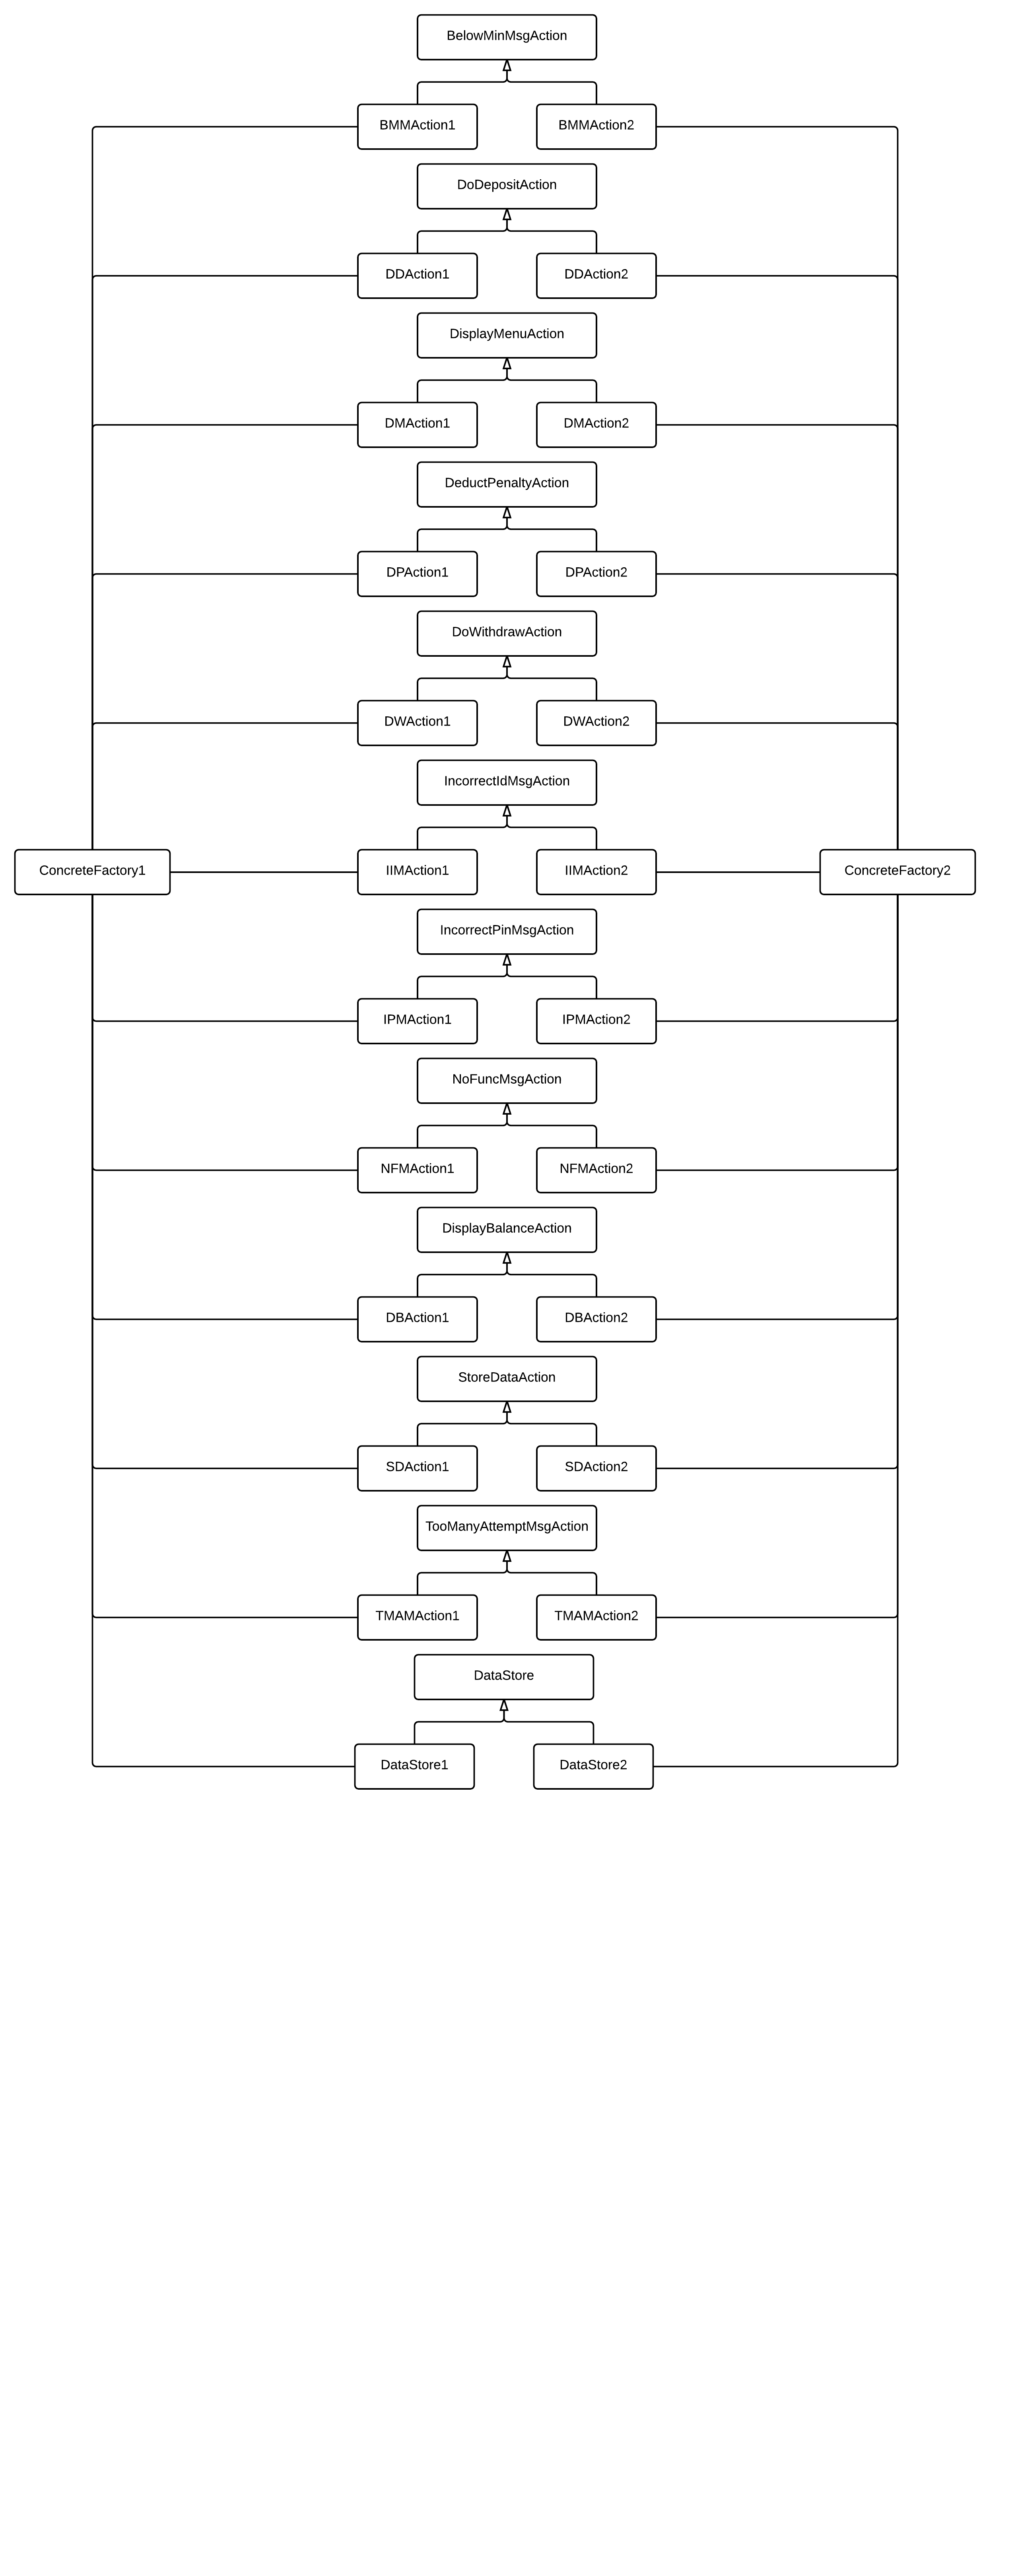 BelowMinMsgAction
BMMAction1
BMMAction2
DoDepositAction
DDAction1
DDAction2
DisplayMenuAction
DMAction1
DMAction2
DeductPenaltyAction
DPAction1
DPAction2
DoWithdrawAction
DWAction1
DWAction2
IncorrectIdMsgAction
ConcreteFactory1
IIMAction1
IIMAction2
ConcreteFactory2
IncorrectPinMsgAction
IPMAction1
IPMAction2
NoFuncMsgAction
NFMAction1
NFMAction2
DisplayBalanceAction
DBAction1
DBAction2
StoreDataAction
SDAction1
SDAction2
TooManyAttemptMsgAction
TMAMAction1
TMAMAction2
DataStore
DataStore1
DataStore2